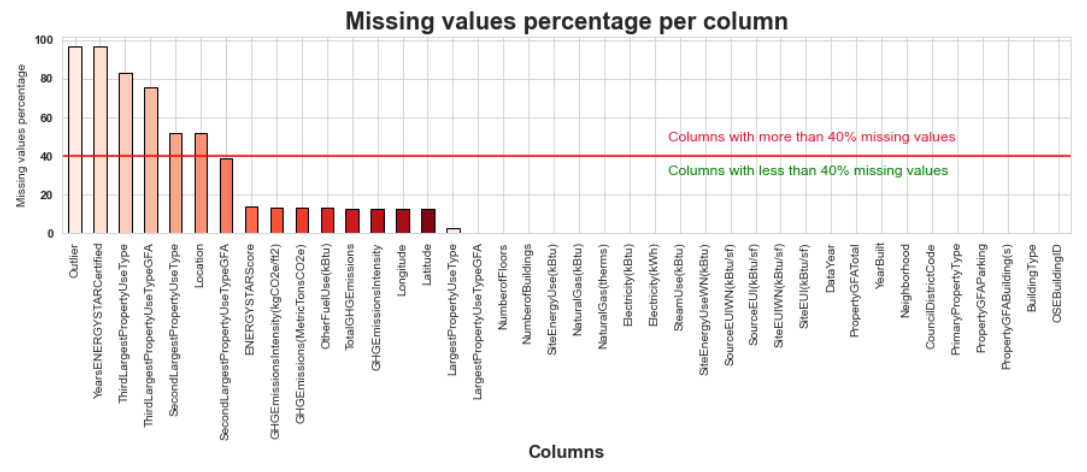 Missing values percentage per column
Missing values percentage
100
80
60
40
20
0
Columns with more than 40% missing values
Columns with less than 40% missing values
Outlier
YearsENERGYSTARCertified
ThirdLargestPropertyUseType
ThirdLargestPropertyUseTypeGFA
SecondLargestPropertyUseType
Location
SecondLargestPropertyUseTypeGFA
ENERGYSTARScore
GHGEmissionsIntensity(kgCO2e/ft2)
GHGEmissions(MetricTonsCO2e)
OtherFuelUse(kBtu)
TotalGHGEmissions
GHGEmissionsIntensity
Longitude
Latitude
LargestPropertyUseType
LargestPropertyUseTypeGFA
NumberofFloors
NumberofBuildings
SiteEnergyUse(kBtu)
NaturalGas(kBtu)
NaturalGas(therms)
Electricity(kBtu)
Electricity(kWh)
SteamUse(kBtu)
SiteEnergyUseWN(kBtu)
SourceEUIWN(kBtu/sf)
SourceEUI(kBtu/sf)
SiteEUIWN(kBtu/sf)
SiteEUI(kBtu/sf)
DataYear
PropertyGFATotal
YearBuilt
Neighborhood
CouncilDistrictCode
PrimaryPropertyType
PropertyGFAParking
PropertyGFABuilding(s)
BuildingType
OSEBuildingID
Columns